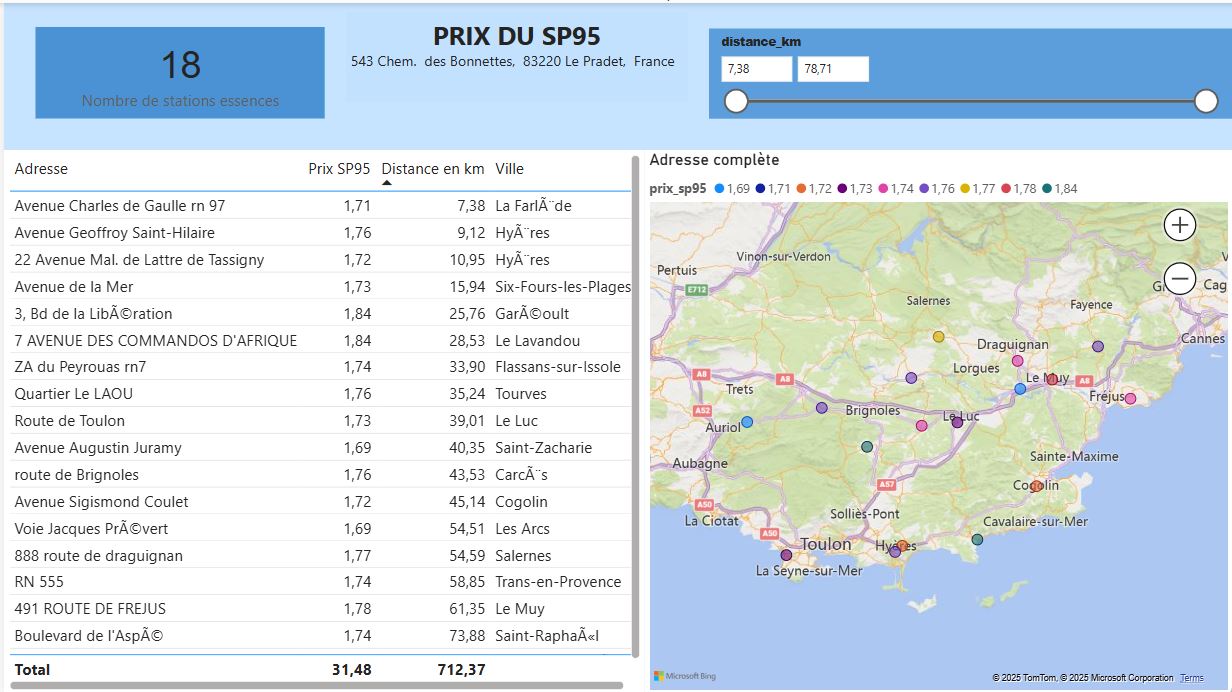 18
Nombre de stations essences
PRIX DU SP95
543 Chem. des Bonnettes, 83220 Le Pradet, France
distance_km
7,38 78,71
Adresse Prix SP95 Distance en km Ville
Avenue Charles de Gaulle rn 97 1,71 7,38 La FarlÃ¨de
Avenue Geoffroy Saint-Hilaire 1,76 9,12 HyÃ¨res
22 Avenue Mal. de Lattre de Tassigny 1,72 10,95 HyÃ¨res
Avenue de la Mer 1,73 15,94 Six-Fours-les-Plages
3, Bd de la LibÃ©ration 1,84 25,76 GarÃ©oult
7 AVENUE DES COMMANDOS D'AFRIQUE 1,84 28,53 Le Lavandou
ZA du Peyrouas rn7 1,74 33,90 Flassans-sur-Issole
Quartier Le LAOU 1,76 35,24 Tourves
Route de Toulon 1,73 39,01 Le Luc
Avenue Augustin Juramy 1,69 40,35 Saint-Zacharie
route de Brignoles 1,76 43,53 CarcÃ¨s
Avenue Sigismond Coulet 1,72 45,14 Cogolin
Voie Jacques PrÃ©vert 1,69 54,51 Les Arcs
888 route de draguignan 1,77 54,59 Salernes
RN 555 1,74 58,85 Trans-en-Provence
491 ROUTE DE FREJUS 1,78 61,35 Le Muy
Boulevard de l'AspÃ© 1,74 73,88 Saint-RaphaÃ«l
Total 31,48 712,37
Adresse complète
prix_sp95 1,69 1,71 1,72 1,73 1,74 1,76 1,77 1,78 1,84
Vinon-sur-Verdon
Pertuis
E712
Cag
Salernes
Fayence
Draguignan
Cannes
Lorgues
A8 A8 Le Muy A8
Trets
Fréjus
A52 Brignoles Le Luc
Auriol
Aubagne
Sainte-Maxime
A57 Cogolin
A50
La Ciotat
Solliès-Pont
Cavalaire-sur-Mer
A50
Toulon Hyères
La Seyne-sur-Mer
Microsoft Bing
© 2025 TomTom, © 2025 Microsoft Corporation Terms